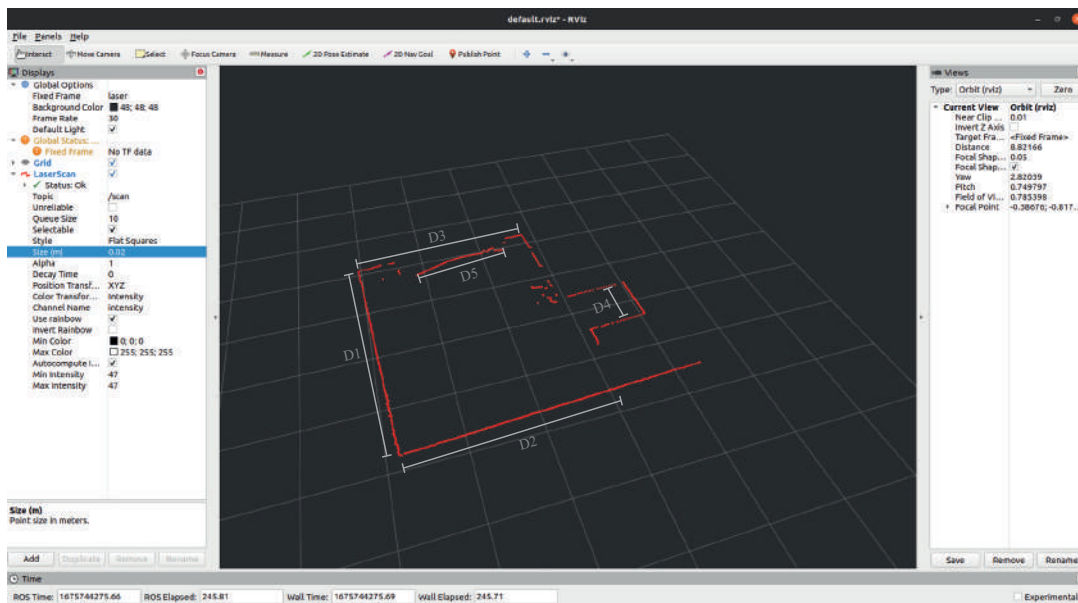 default.rviz* - RViz
File Panels Help
Interact Move Camera Select Focus Camera Measure 2D Pose Estimate 2D Nav Goal Publish Point
Displays
Global Options
Fixed Frame laser
Background Color 48; 48; 48
Frame Rate 30
Default Light
Global Status: ...
Fixed Frame No TF data
Grid
LaserScan
Status: Ok
Topic /scan
Unreliable
Queue Size 10
Selectable
Style Flat Squares
Size (m) 0.02
Alpha 1
Decay Time 0
Position Transf... XYZ
Color Transfor... Intensity
Channel Name intensity
Use rainbow
Invert Rainbow
Min Color 0; 0; 0
Max Color 255; 255; 255
Autocompute I...
Min Intensity 47
Max Intensity 47
Size (m)
Point size in meters.
Add Duplicate Remove Rename
D3
D5
D4
D1
D2
Views
Type: Orbit (rviz) Zero
Current View Orbit (rviz)
Near Clip ... 0.01
Invert Z Axis
Target Fra... <Fixed Frame>
Distance 8.82166
Focal Shap... 0.05
Focal Shap...
Yaw 2.82039
Pitch 0.749797
Field of Vi... 0.785398
Focal Point -0.38676; -0.817...
Save Remove Rename
Time
ROS Time: 1675744275.66 ROS Elapsed: 245.81 Wall Time: 1675744275.69 Wall Elapsed: 245.71 Experimental